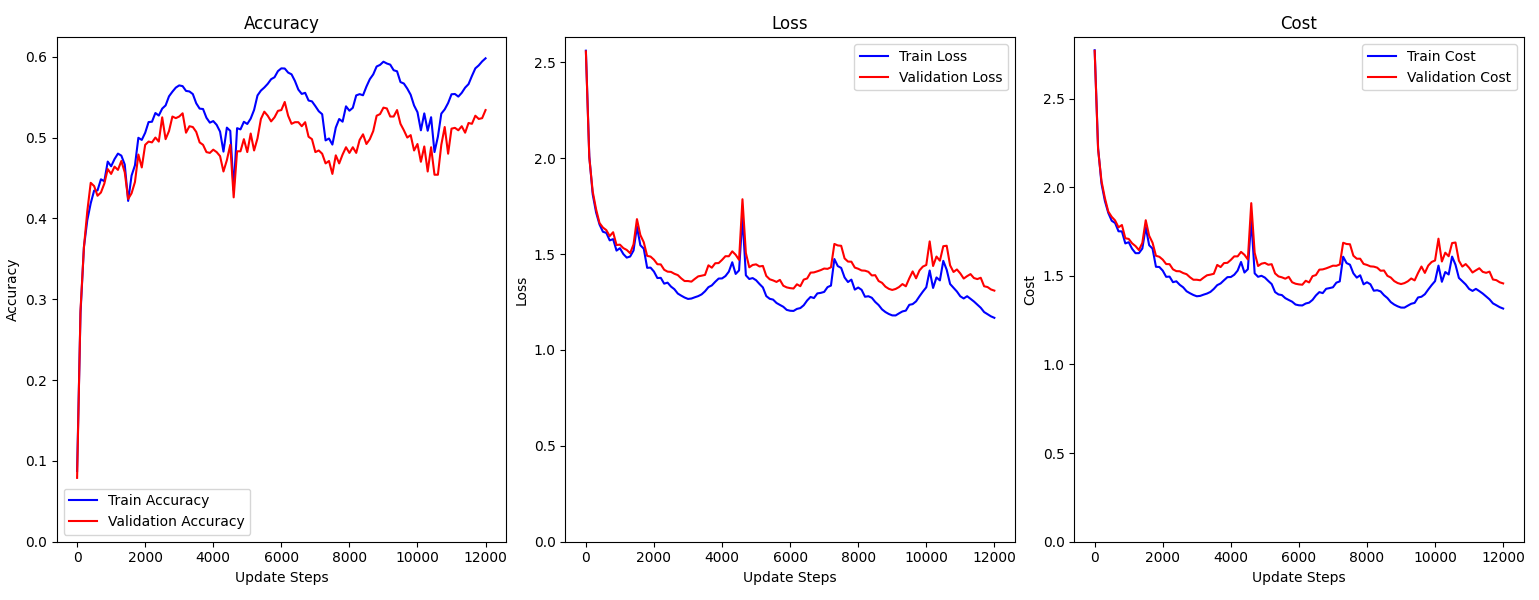 Accuracy
0.6
0.5
0.4
0.3
0.2
0.1
0.0
Accuracy
Train Accuracy
Validation Accuracy
0 2000 4000 6000 8000 10000 12000
Update Steps
Loss
2.5
2.0
1.5
1.0
0.5
0.0
Loss
Train Loss
Validation Loss
0 2000 4000 6000 8000 10000 12000
Update Steps
Cost
2.5
2.0
1.5
1.0
0.5
0.0
Cost
Train Cost
Validation Cost
0 2000 4000 6000 8000 10000 12000
Update Steps